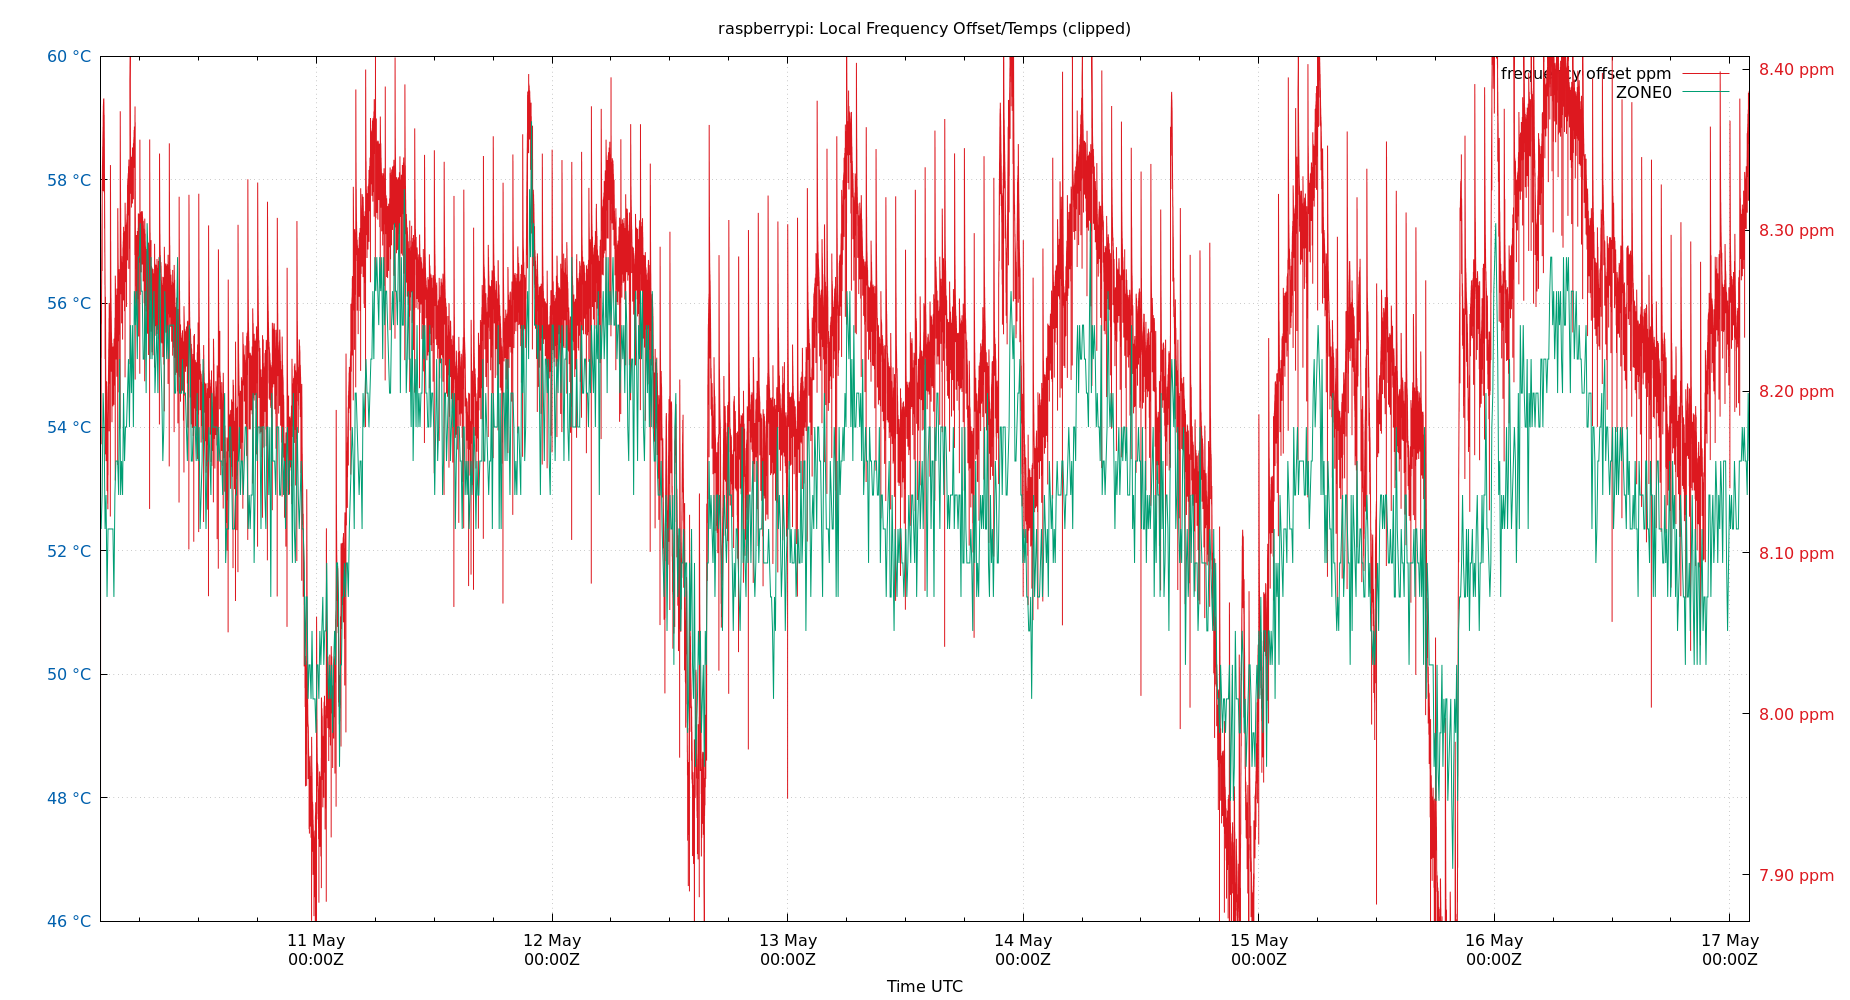 raspberrypi: Local Frequency Offset/Temps (clipped)
60 °C
58 °C
56 °C
54 °C
52 °C
50 °C
48 °C
46 °C
frequency offset ppm
ZONE0
8.40 ppm
8.30 ppm
8.20 ppm
8.10 ppm
8.00 ppm
7.90 ppm
11 May
00:00Z
12 May
00:00Z
13 May
00:00Z
14 May
00:00Z
15 May
00:00Z
16 May
00:00Z
17 May
00:00Z
Time UTC